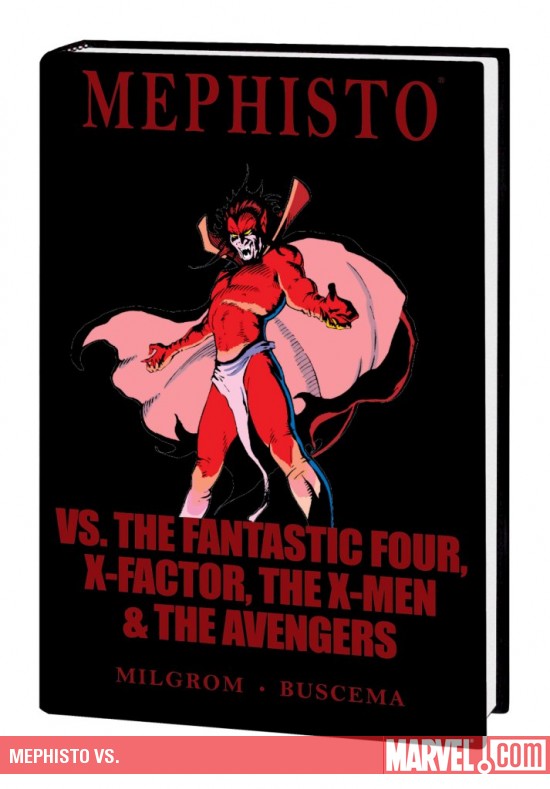 MEPHISTO®
VS. THE FANTASTIC FOUR,
X-FACTOR, THE X-MEN
& THE AVENGERS
MILGROM • BUSCEMA
MEPHISTO VS.
MARVEL.COM